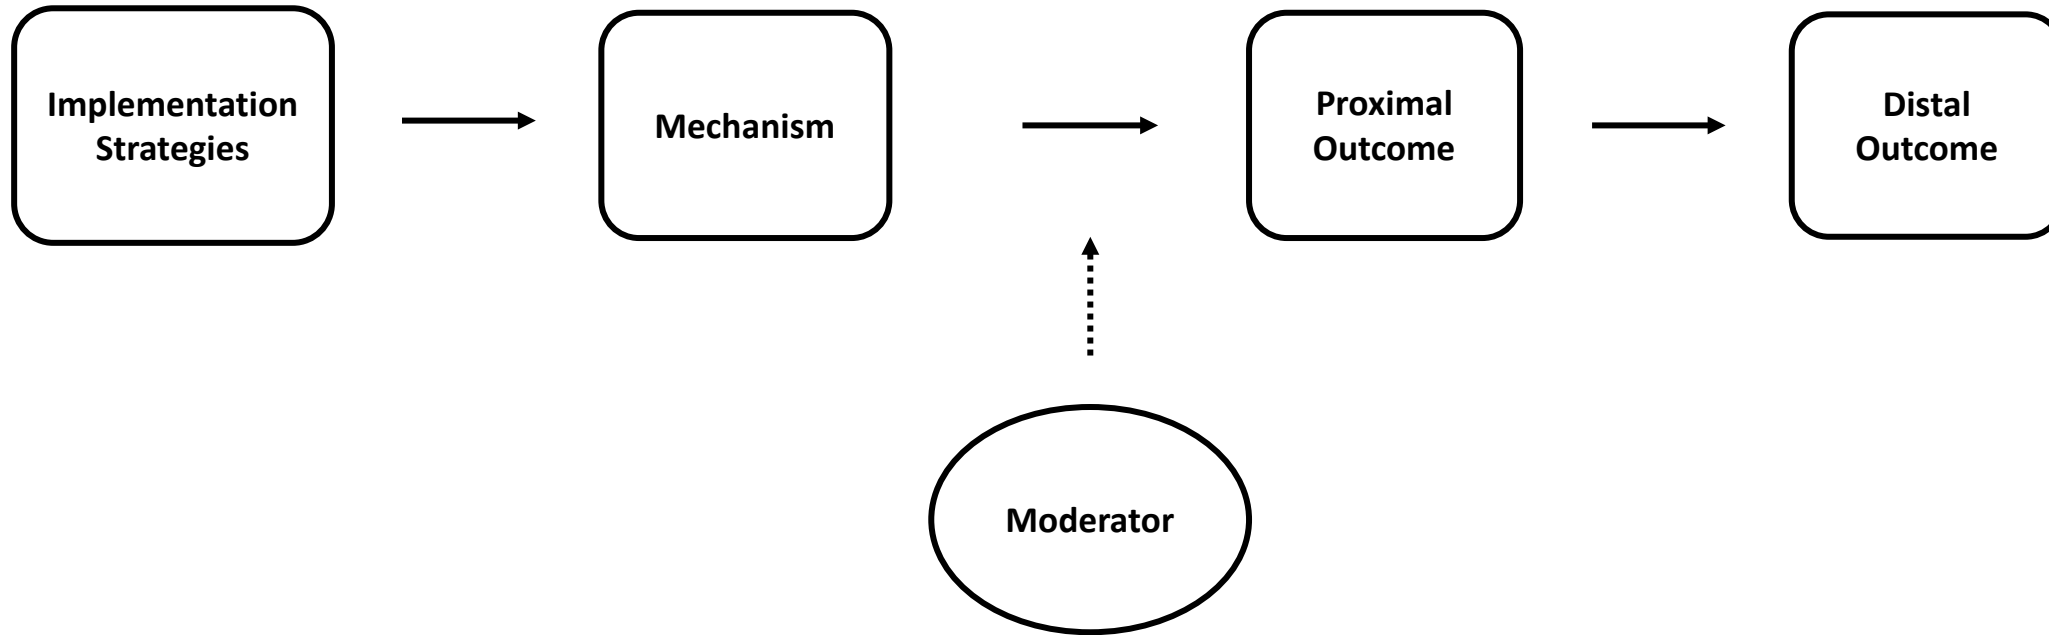 Implementation
Strategies
Mechanism
Proximal
Outcome
Distal
Outcome
Moderator